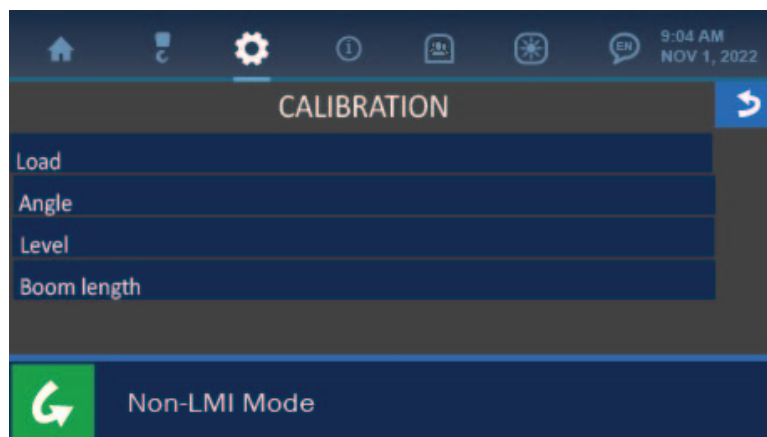 EN
9:04 AM
NOV 1, 2022
CALIBRATION
Load
Angle
Level
Boom length
Non-LMI Mode